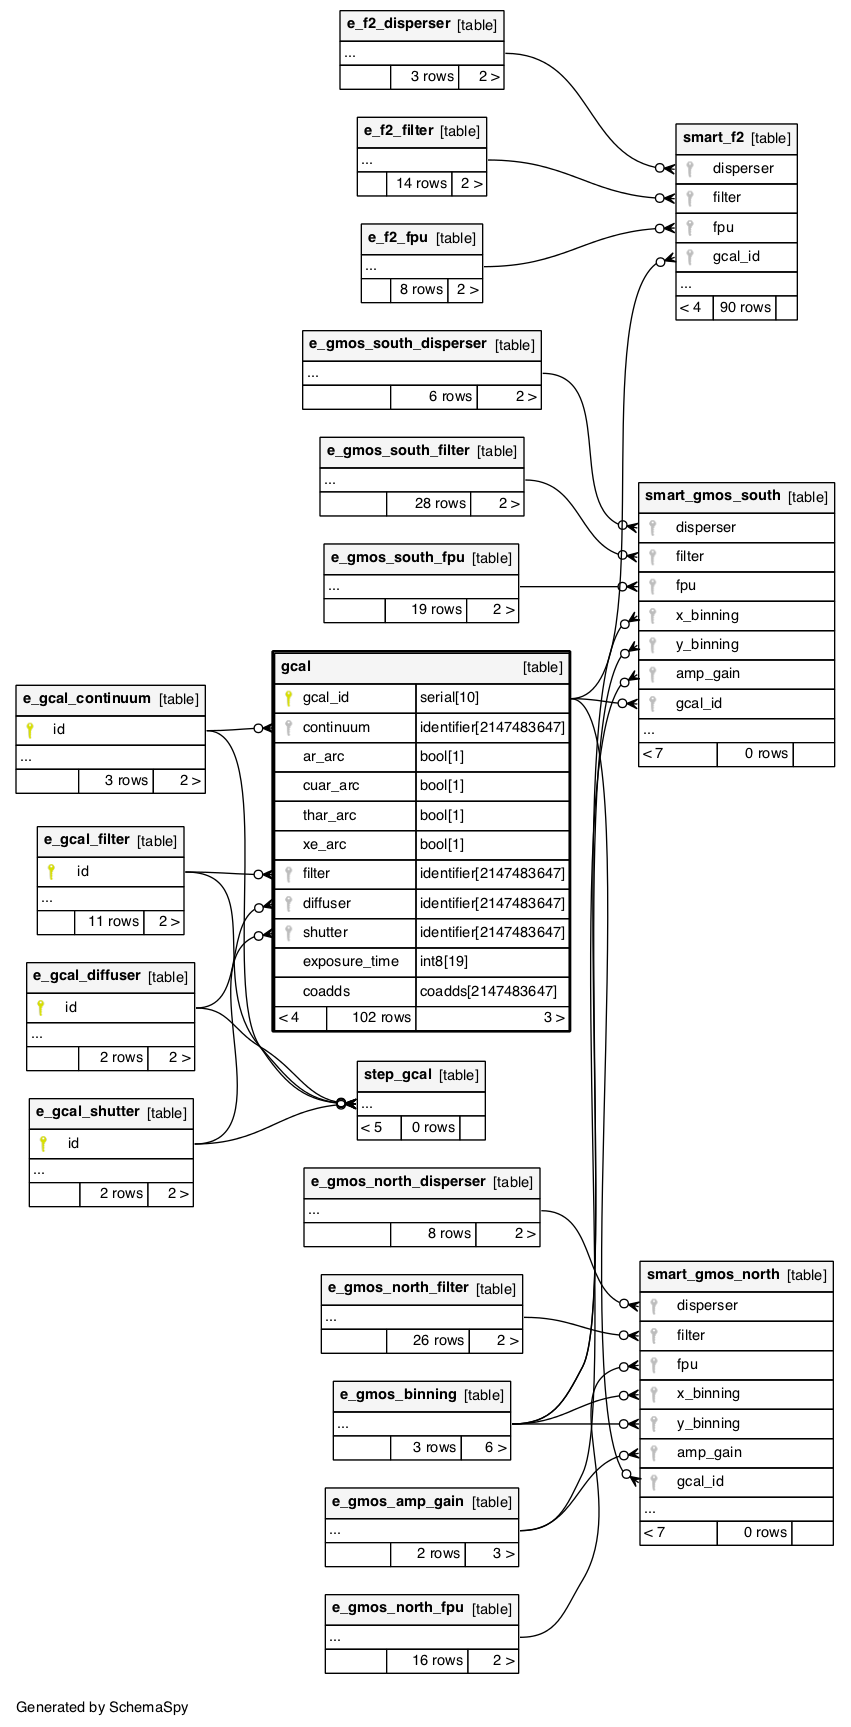 e_f2_disperser [table]
...
3 rows 2 >
e_f2_filter [table]
...
14 rows 2 >
e_f2_fpu [table]
...
8 rows 2 >
smart_f2 [table]
disperser
filter
fpu
gcal_id
...
< 4 90 rows
e_gmos_south_disperser [table]
...
6 rows 2 >
e_gmos_south_filter [table]
...
28 rows 2 >
e_gmos_south_fpu [table]
...
19 rows 2 >
smart_gmos_south [table]
disperser
filter
fpu
x_binning
y_binning
amp_gain
gcal_id
...
< 7 0 rows
gcal [table]
gcal_id serial[10]
continuum identifier[2147483647]
ar_arc bool[1]
cuar_arc bool[1]
thar_arc bool[1]
xe_arc bool[1]
filter identifier[2147483647]
diffuser identifier[2147483647]
shutter identifier[2147483647]
exposure_time int8[19]
coadds coadds[2147483647]
< 4 102 rows 3 >
e_gcal_continuum [table]
id
...
3 rows 2 >
e_gcal_filter [table]
id
...
11 rows 2 >
e_gcal_diffuser [table]
id
...
2 rows 2 >
e_gcal_shutter [table]
id
...
2 rows 2 >
step_gcal [table]
...
< 5 0 rows
e_gmos_north_disperser [table]
...
8 rows 2 >
e_gmos_north_filter [table]
...
26 rows 2 >
e_gmos_binning [table]
...
3 rows 6 >
e_gmos_amp_gain [table]
...
2 rows 3 >
e_gmos_north_fpu [table]
...
16 rows 2 >
smart_gmos_north [table]
disperser
filter
fpu
x_binning
y_binning
amp_gain
gcal_id
...
< 7 0 rows
Generated by SchemaSpy